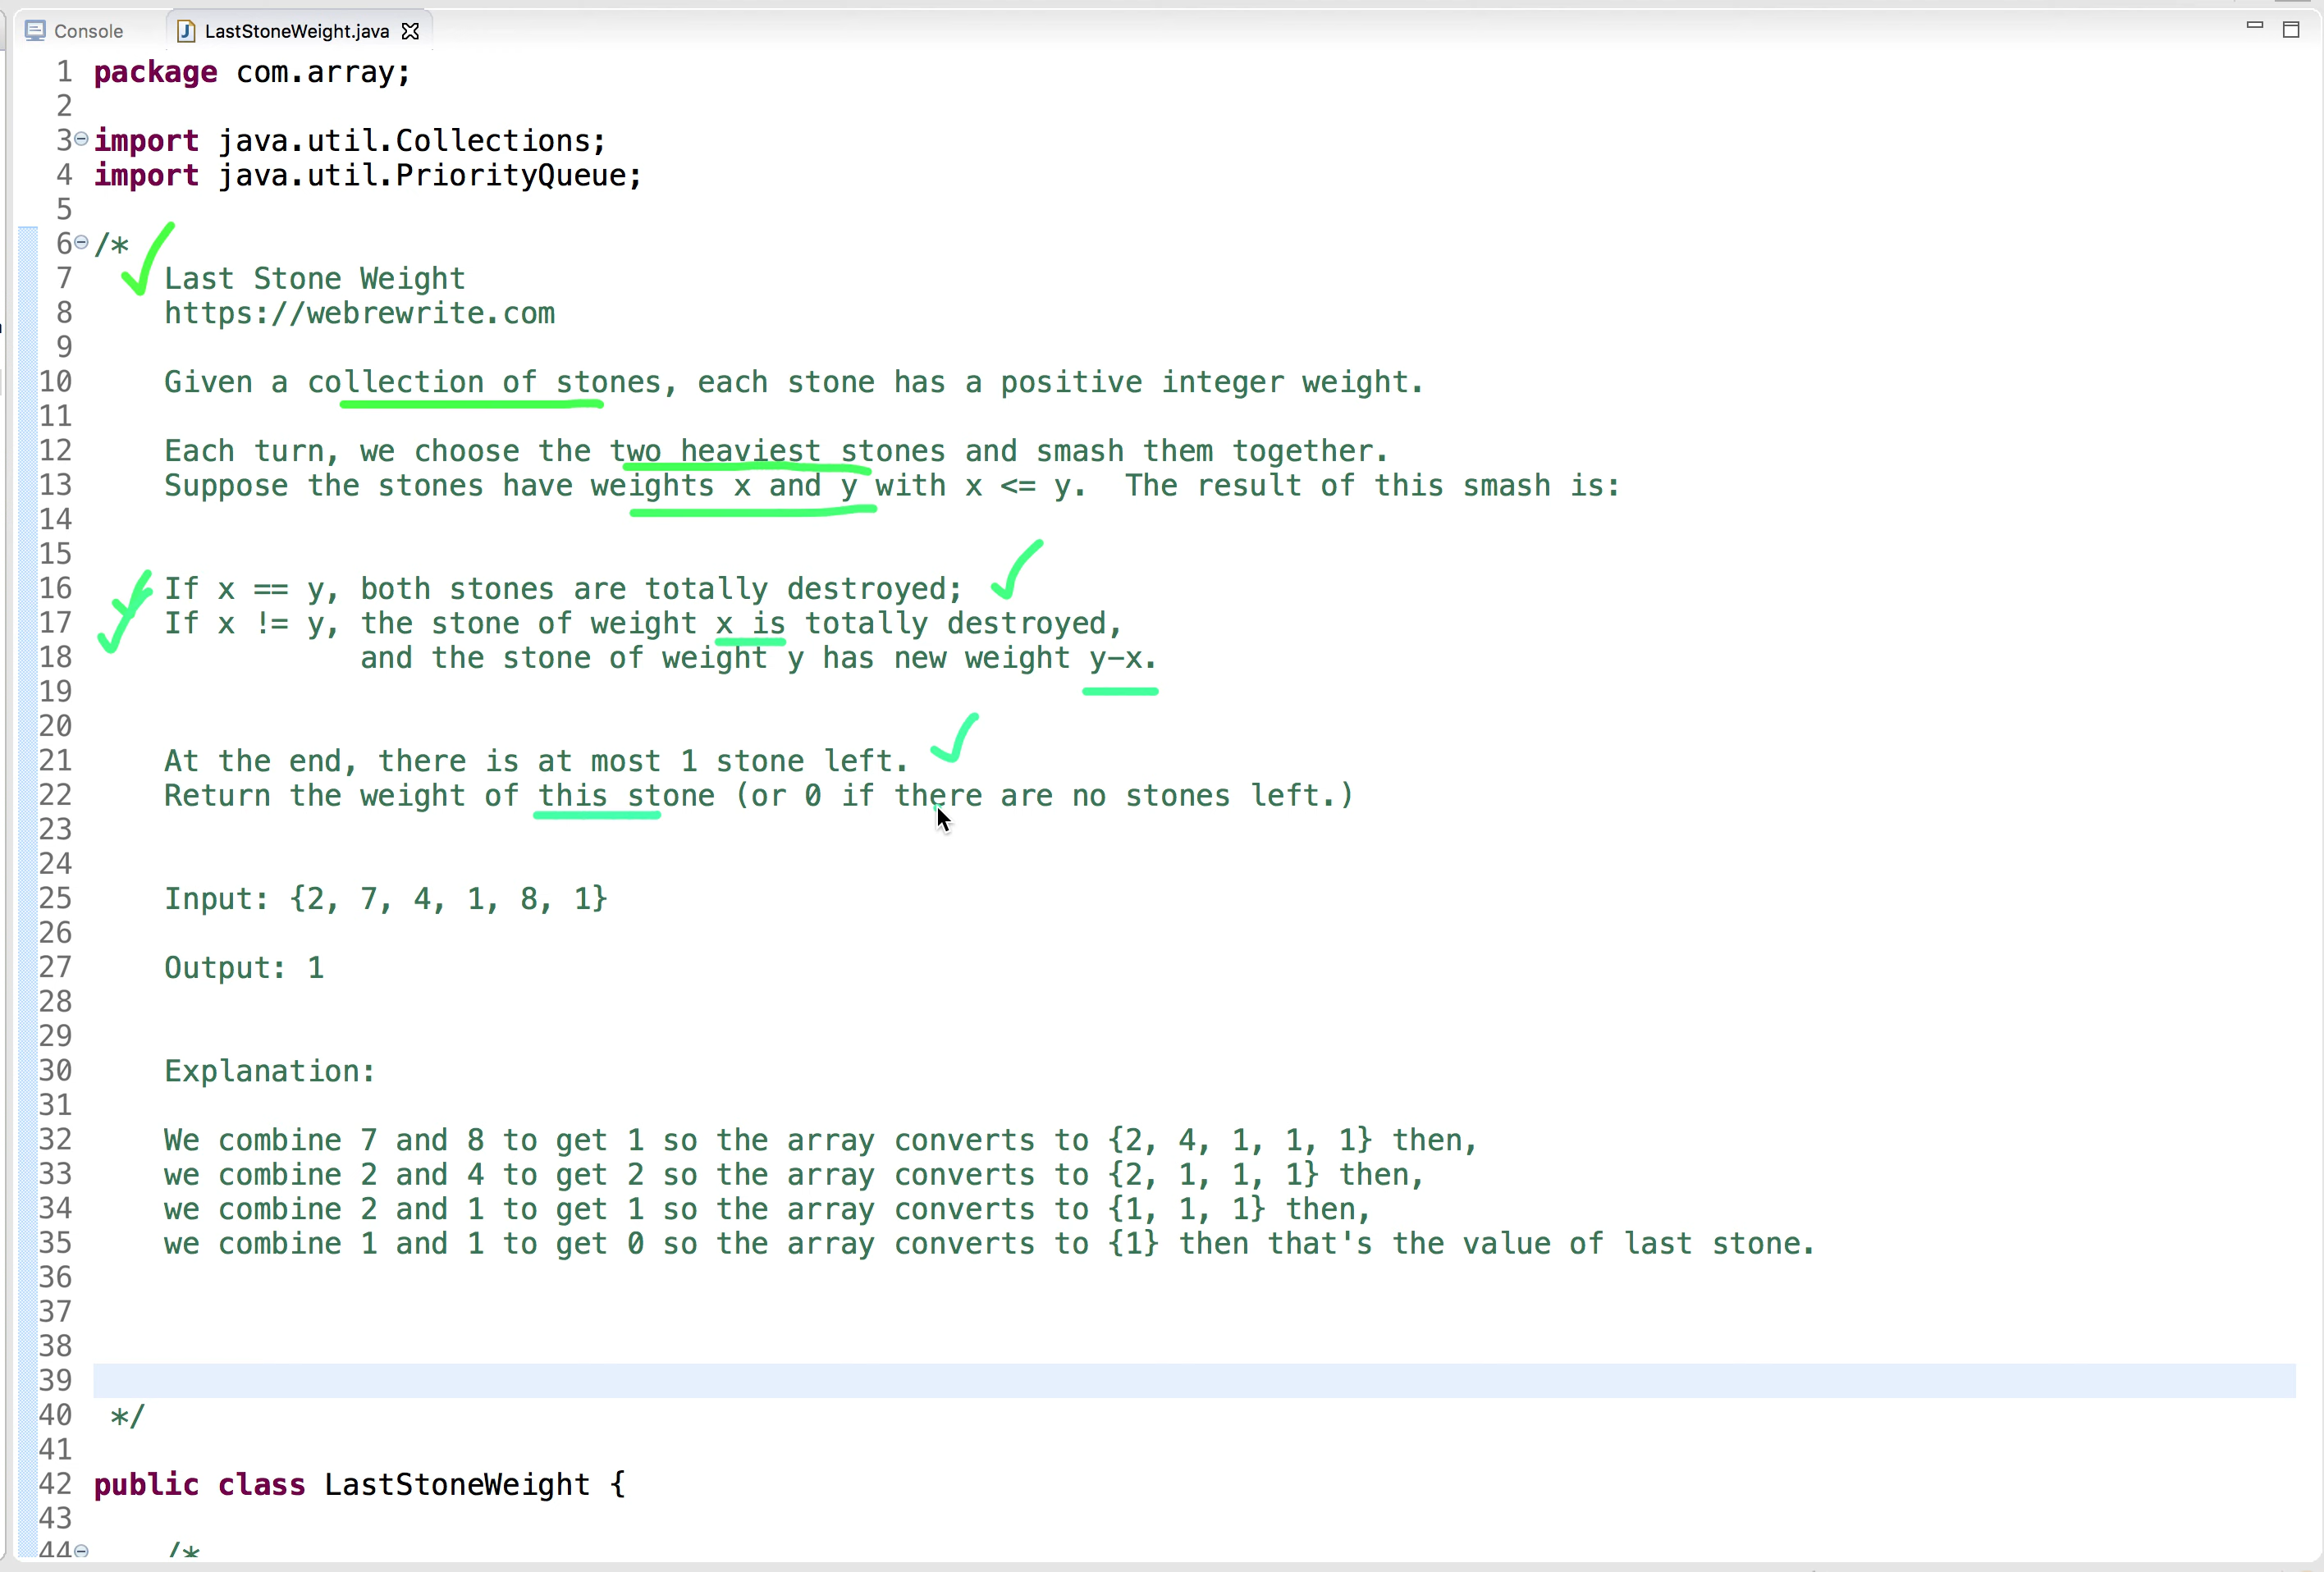 Console LastStoneWeight.java
1 package com.array;
2
3 import java.util.Collections;
4 import java.util.PriorityQueue;
5
6 /*
7 Last Stone Weight
8 https://webrewrite.com
9
10 Given a collection of stones, each stone has a positive integer weight.
11
12 Each turn, we choose the two heaviest stones and smash them together.
13 Suppose the stones have weights x and y with x <= y. The result of this smash is:
14
15
16 If x == y, both stones are totally destroyed;
17 If x != y, the stone of weight x is totally destroyed,
18 and the stone of weight y has new weight y-x.
19
20
21 At the end, there is at most 1 stone left.
22 Return the weight of this stone (or 0 if there are no stones left.)
23
24
25 Input: {2, 7, 4, 1, 8, 1}
26
27 Output: 1
28
29
30 Explanation:
31
32 We combine 7 and 8 to get 1 so the array converts to {2, 4, 1, 1, 1} then,
33 we combine 2 and 4 to get 2 so the array converts to {2, 1, 1, 1} then,
34 we combine 2 and 1 to get 1 so the array converts to {1, 1, 1} then,
35 we combine 1 and 1 to get 0 so the array converts to {1} then that's the value of last stone.
36
37
38
39
40 */
41
42 public class LastStoneWeight {
43
44 /*